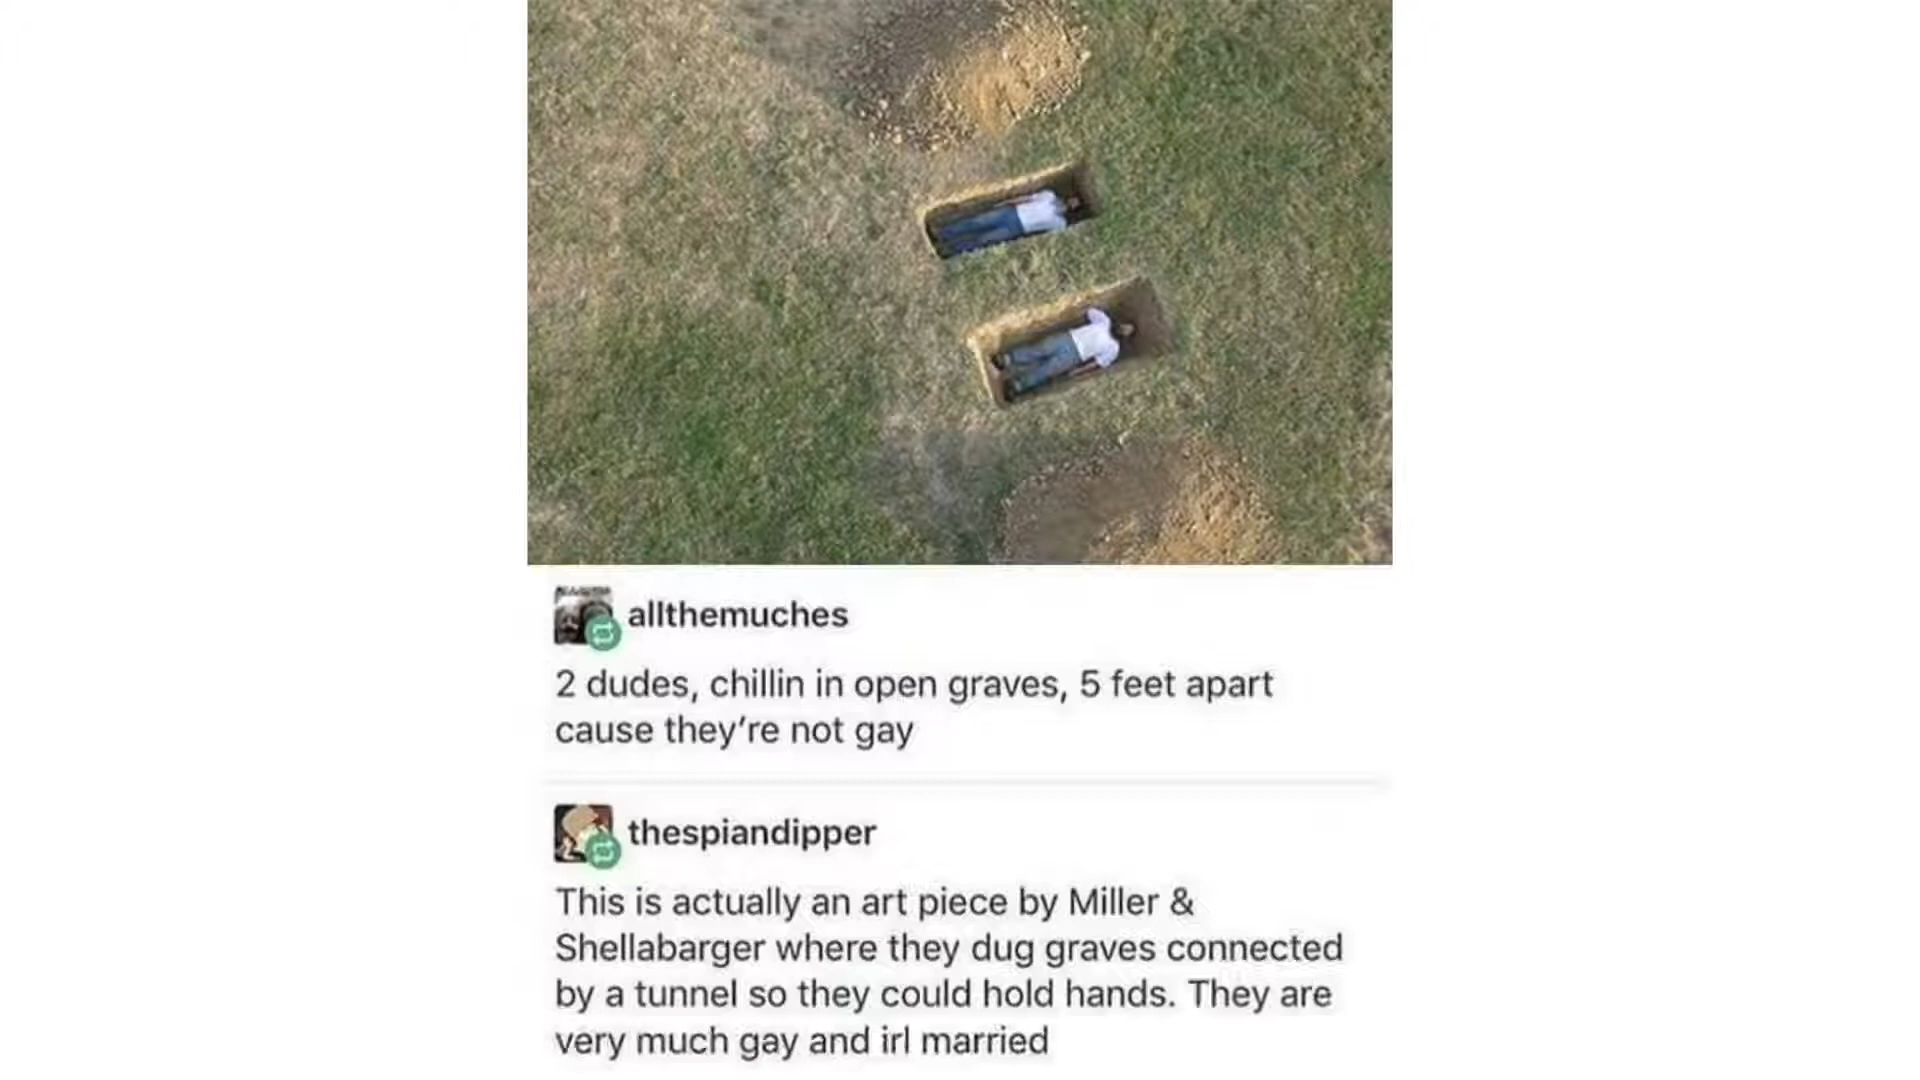 allthemuches
2 dudes, chillin in open graves, 5 feet apart
cause they're not gay
thespiandipper
This is actually an art piece by Miller &
Shellabarger where they dug graves connected
by a tunnel so they could hold hands. They are
very much gay and irl married